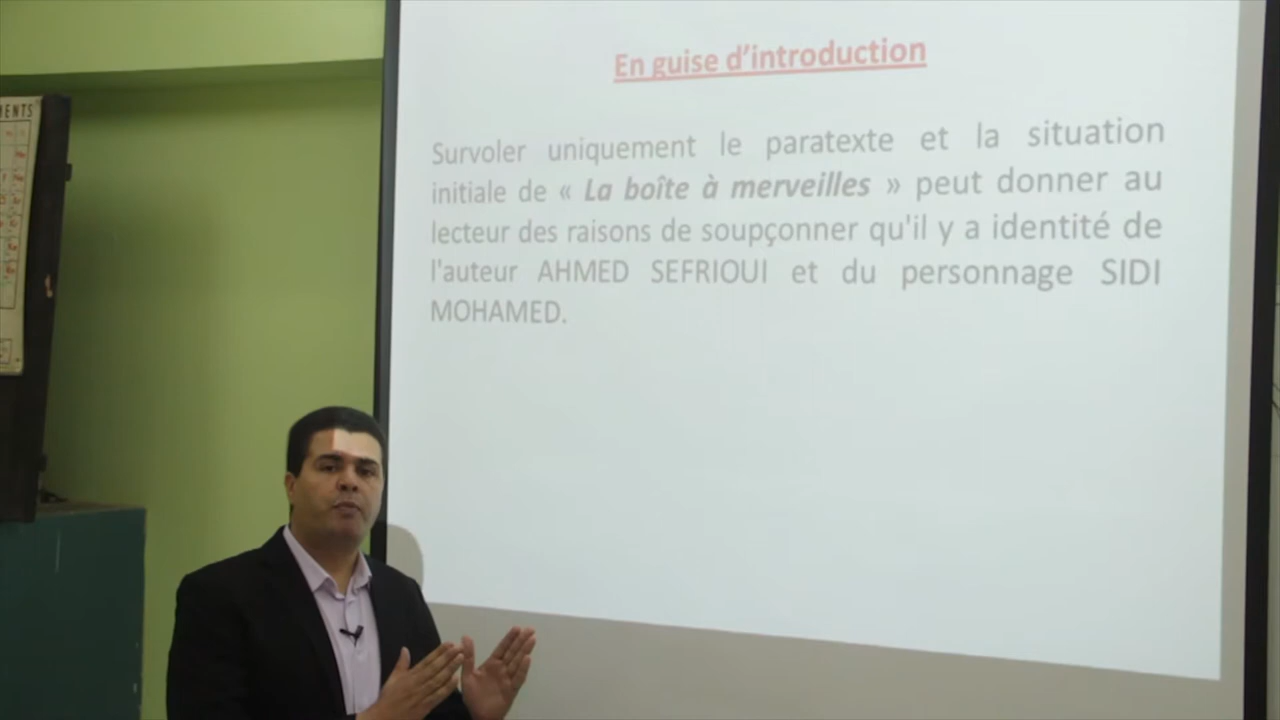 En guise d'introduction
Survoler uniquement le paratexte et la situation
initiale de « La boîte à merveilles » peut donner au
lecteur des raisons de soupçonner qu'il y a identité de
l'auteur AHMED SEFRIOUI et du personnage SIDI
MOHAMED.